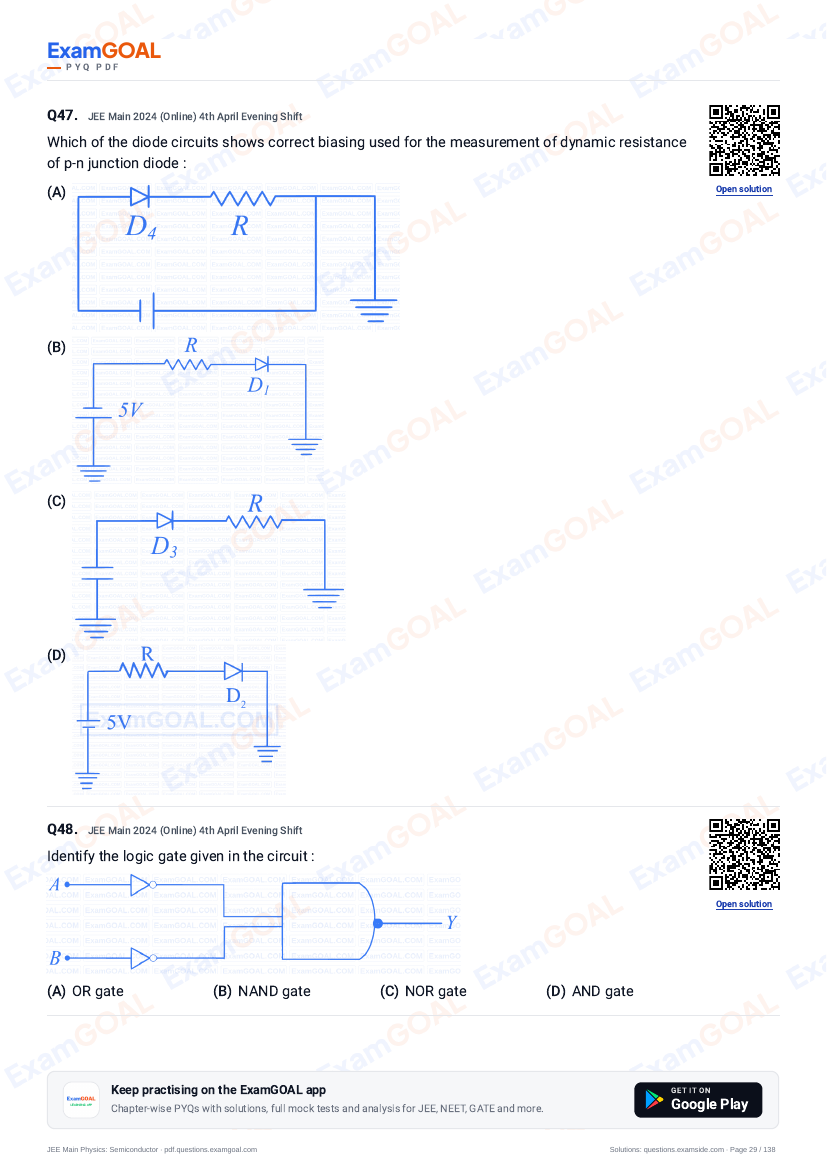 ExamGOAL
PYQ PDF
Q47. JEE Main 2024 (Online) 4th April Evening Shift
Which of the diode circuits shows correct biasing used for the measurement of dynamic resistance
of p-n junction diode :
Open solution
(A)
D4
R
(B)
R
D1
5V
(C)
R
D3
(D)
R
D2
5V
ExamGOAL.COM
Q48. JEE Main 2024 (Online) 4th April Evening Shift
Identify the logic gate given in the circuit :
Open solution
A
Y
B
(A) OR gate (B) NAND gate (C) NOR gate (D) AND gate
Keep practising on the ExamGOAL app
Chapter-wise PYQs with solutions, full mock tests and analysis for JEE, NEET, GATE and more.
GET IT ON
Google Play
JEE Main Physics: Semiconductor · pdf.questions.examgoal.com
Solutions: questions.examside.com · Page 29 / 138